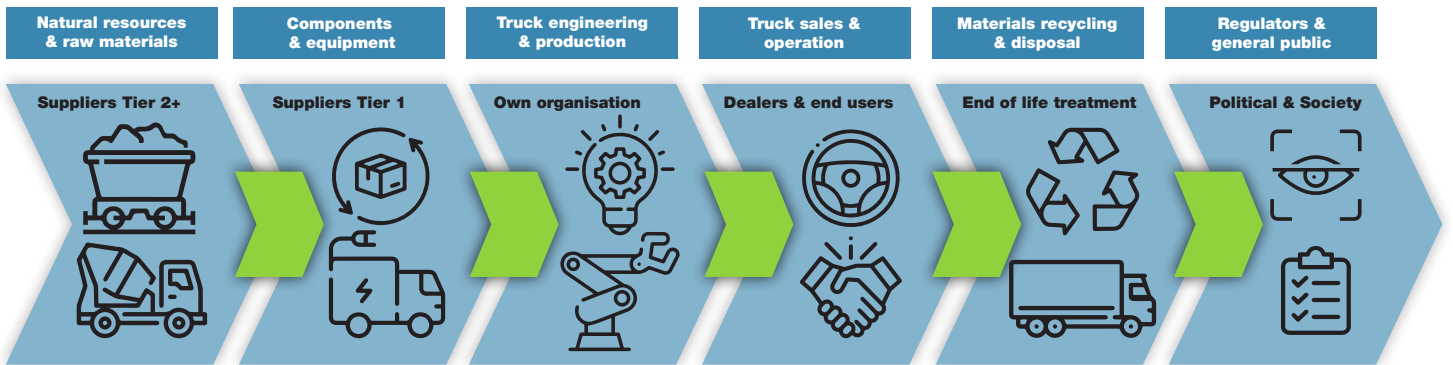 Natural resources
& raw materials
Components
& equipment
Truck engineering
& production
Truck sales &
operation
Materials recycling
& disposal
Regulators &
general public
Suppliers Tier 2+
Suppliers Tier 1
Own organisation
Dealers & end users
End of life treatment
Political & Society